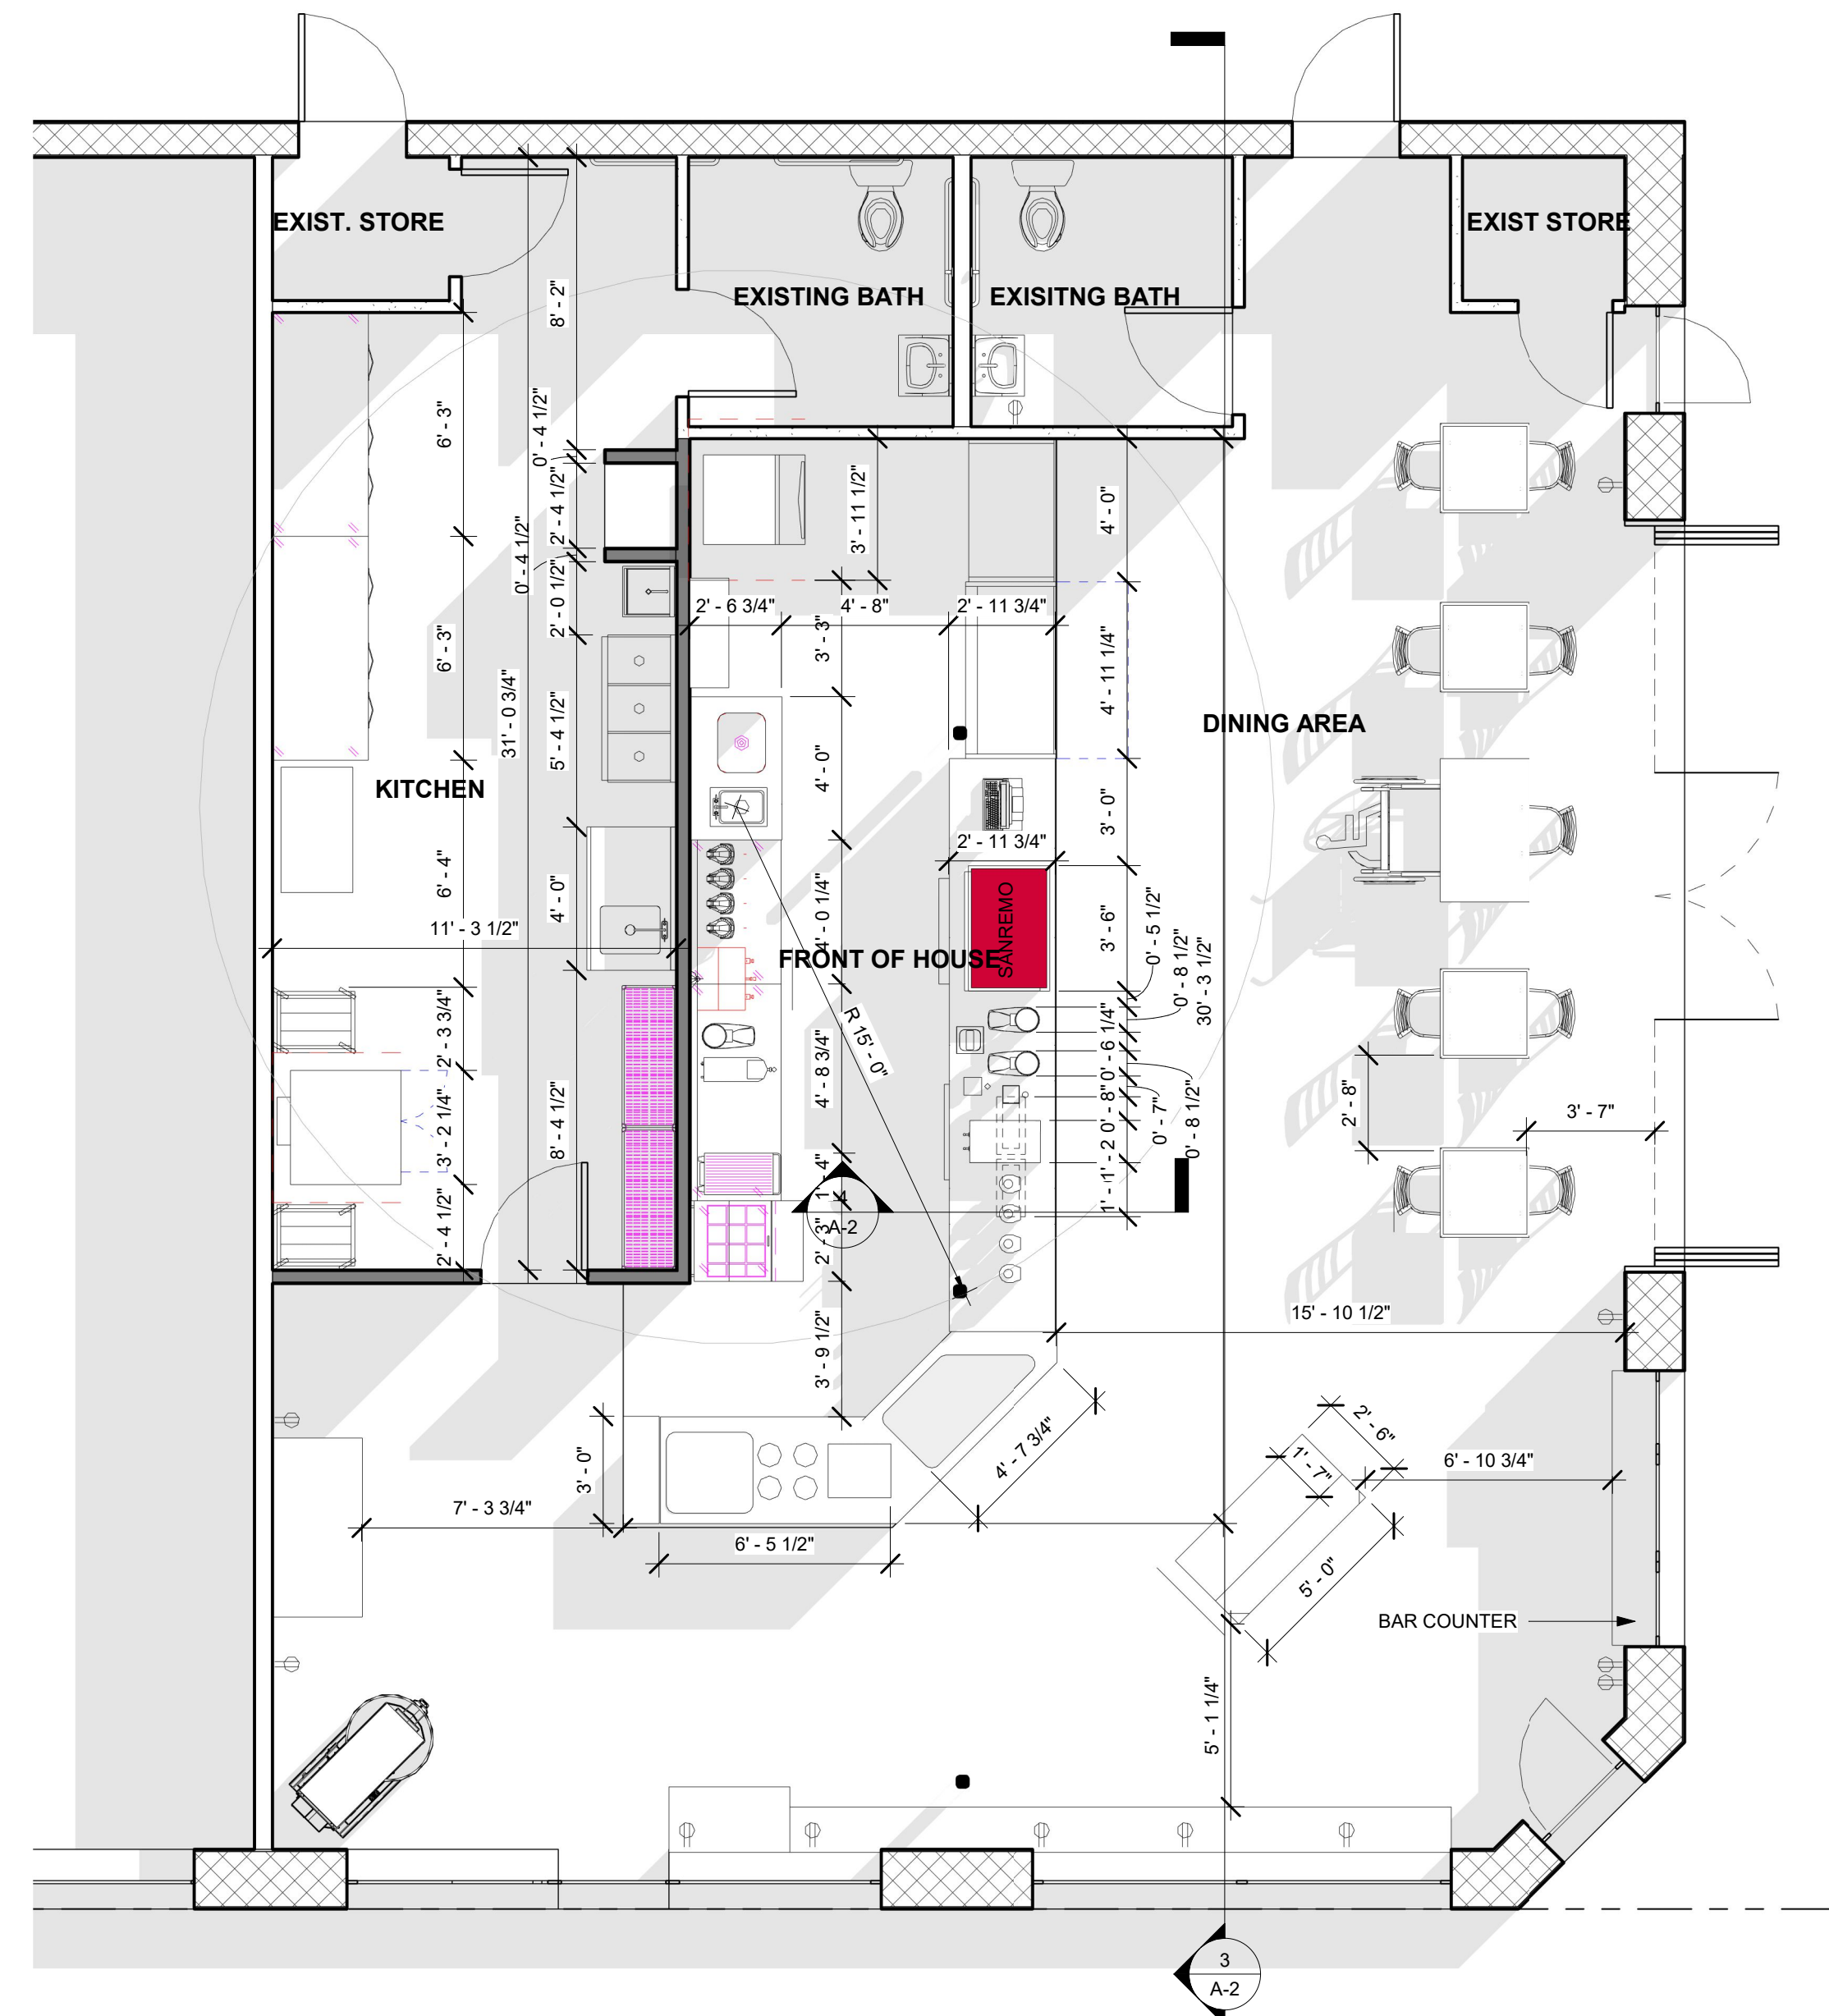 EXIST. STORE
EXIST STORE
EXISTING BATH
EXISITNG BATH
8' - 2"
0' - 4 1/2"
6' - 3"
2' - 4 1/2"
0' - 4 1/2"
2' - 0 1/2"
3' - 11 1/2"
4' - 0"
2' - 6 3/4"
4' - 8"
2' - 11 3/4"
3' - 3"
6' - 3"
31' - 0 3/4"
5' - 4 1/2"
4' - 11 1/4"
DINING AREA
KITCHEN
4' - 0"
3' - 0"
2' - 11 3/4"
6' - 4"
4' - 0"
11' - 3 1/2"
4' - 0 1/4"
FRONT OF HOUSE
SANREMO
3' - 6"
0' - 5 1/2"
0' - 8 1/2"
30' - 3 1/2"
2' - 3 3/4"
4' - 8 3/4"
R 15' - 0"
0' - 6 1/4"
0' - 8"
0' - 7"
0' - 8 1/2"
2' - 8"
3' - 7"
3' - 2 1/4"
8' - 4 1/2"
1' - 4"
1' - 2
1' - 1
4
A-2
2' - 4 1/2"
2' - 3"
15' - 10 1/2"
3' - 9 1/2"
4' - 7 3/4"
2' - 6"
1' - 7"
6' - 10 3/4"
3' - 0"
7' - 3 3/4"
6' - 5 1/2"
5' - 0"
BAR COUNTER
5' - 1 1/4"
3
A-2